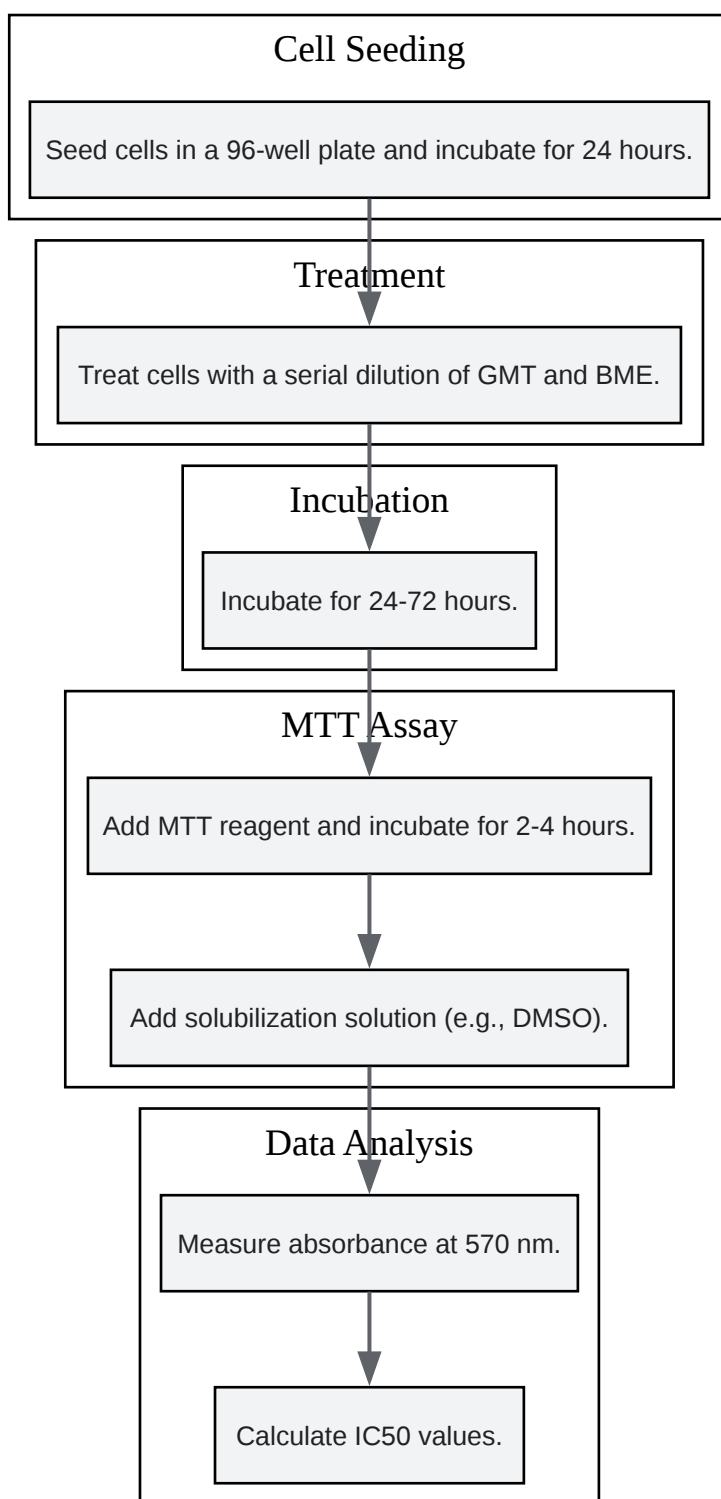 Cell Seeding
Seed cells in a 96-well plate and incubate for 24 hours.
Treatment
Treat cells with a serial dilution of GMT and BME.
Incubation
Incubate for 24-72 hours.
MTT Assay
Add MTT reagent and incubate for 2-4 hours.
Add solubilization solution (e.g., DMSO).
Data Analysis
Measure absorbance at 570 nm.
Calculate IC50 values.